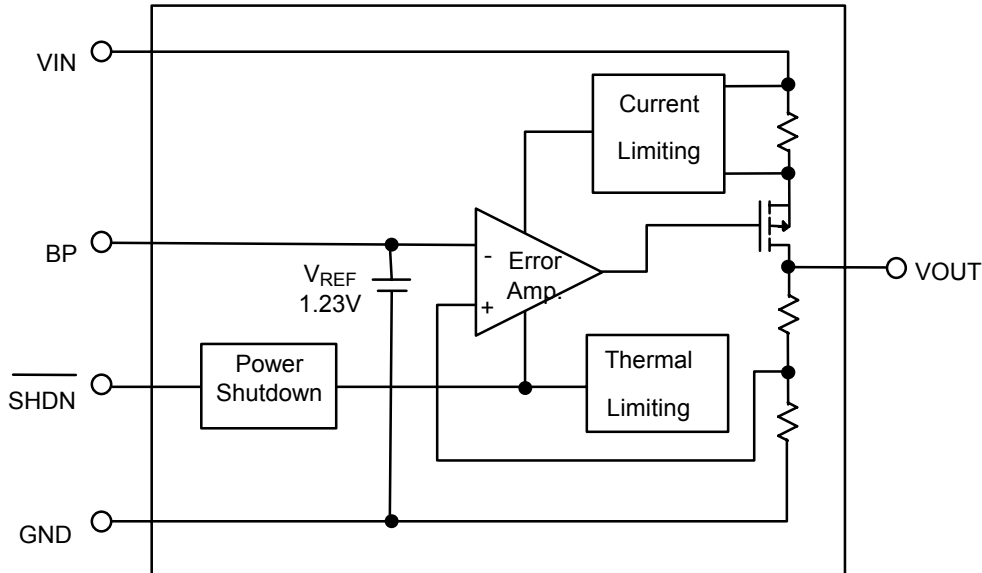 VIN
Current
Limiting
BP
-
Error
Amp.
+
VREF
1.23V
VOUT
SHDN
Power
Shutdown
Thermal
Limiting
GND